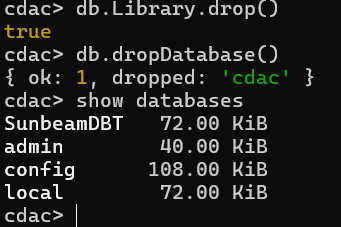 cdac> db.Library.drop()
true
cdac> db.dropDatabase()
{ ok: 1, dropped: 'cdac' }
cdac> show databases
SunbeamDBT   72.00 KiB
admin        40.00 KiB
config      108.00 KiB
local        72.00 KiB
cdac>